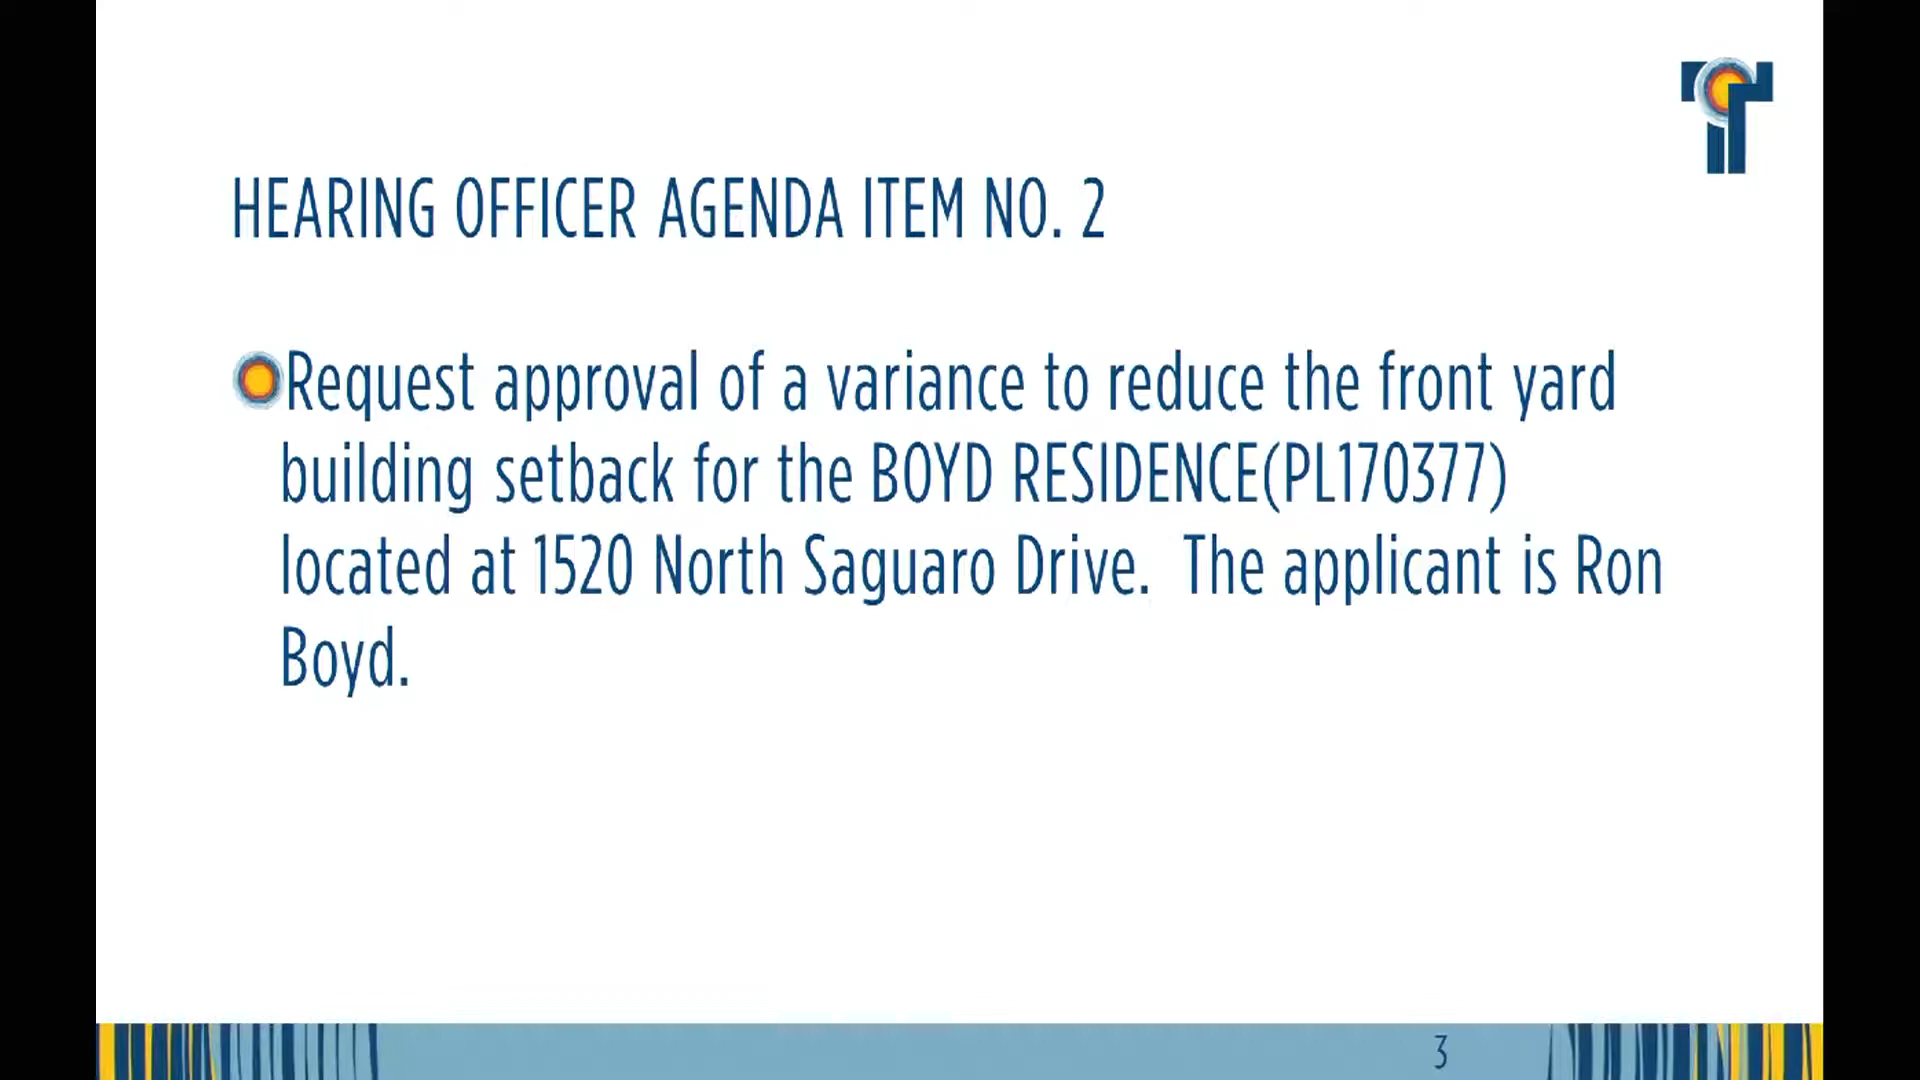 HEARING OFFICER AGENDA ITEM NO. 2
Request approval of a variance to reduce the front yard
building setback for the BOYD RESIDENCE(PL170377)
located at 1520 North Saguaro Drive.  The applicant is Ron
Boyd.
3